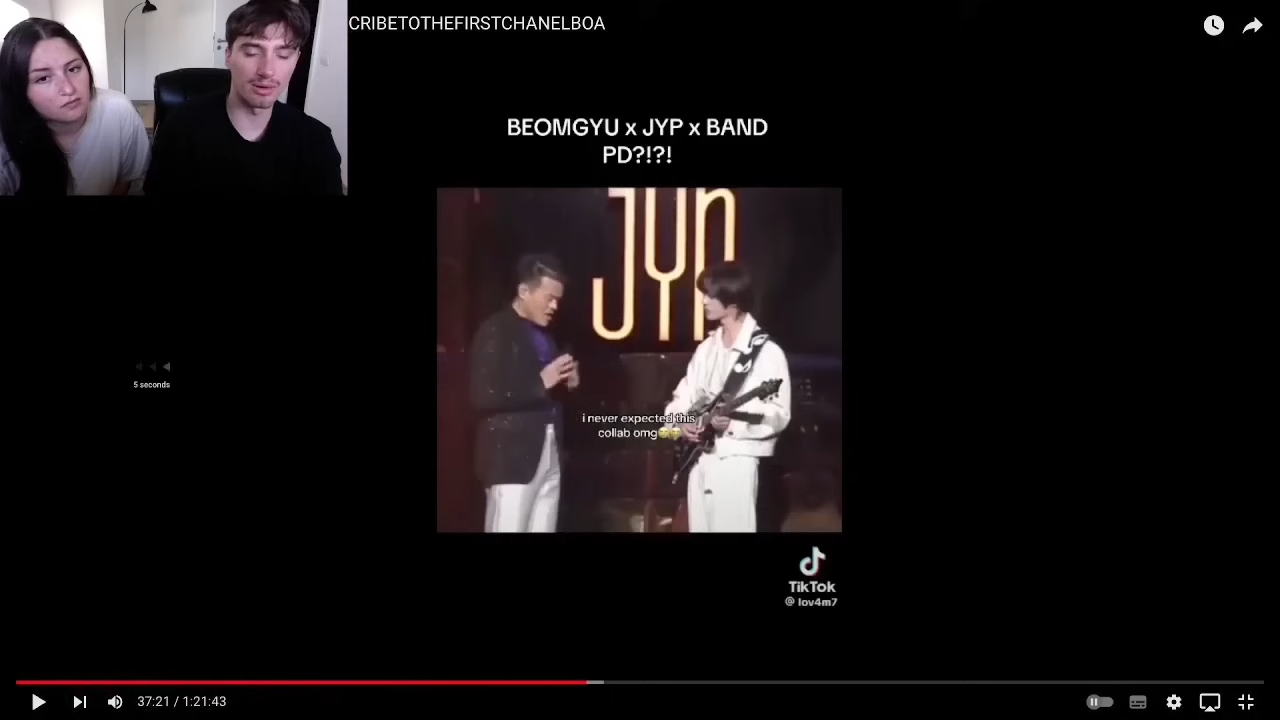 CRIBETOTHEFIRSTCHANELBOA
BEOMGYU x JYP x BAND
PD?!?!
JYP
i never expected this
collab omg😭😭
5 seconds
TikTok
@ lov4m7
37:21 / 1:21:43